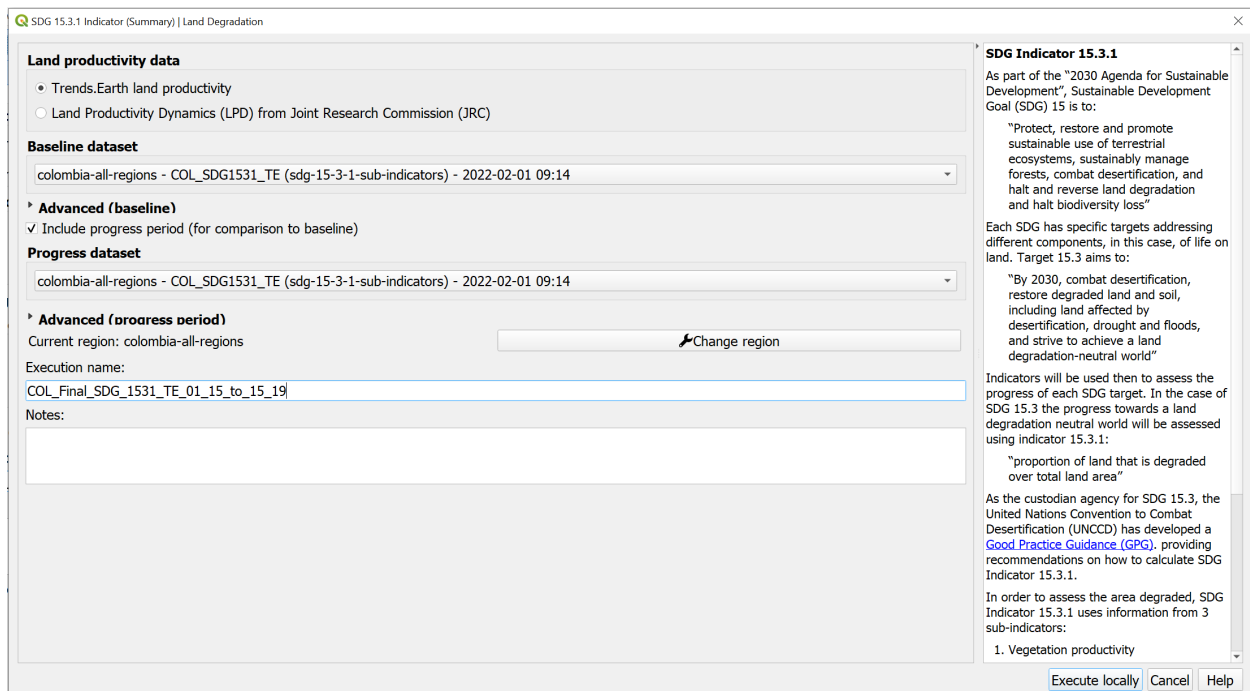 SDG 15.3.1 Indicator (Summary) | Land Degradation
Land productivity data
Trends.Earth land productivity
Land Productivity Dynamics (LPD) from Joint Research Commission (JRC)
Baseline dataset
colombia-all-regions - COL_SDG1531_TE (sdg-15-3-1-sub-indicators) - 2022-02-01 09:14
Advanced (baseline)
Include progress period (for comparison to baseline)
Progress dataset
colombia-all-regions - COL_SDG1531_TE (sdg-15-3-1-sub-indicators) - 2022-02-01 09:14
Advanced (progress period)
Current region: colombia-all-regions
Change region
Execution name:
COL_Final_SDG_1531_TE_01_15_to_15_19
Notes:
SDG Indicator 15.3.1
As part of the “2030 Agenda for Sustainable
Development”, Sustainable Development
Goal (SDG) 15 is to:
“Protect, restore and promote
sustainable use of terrestrial
ecosystems, sustainably manage
forests, combat desertification, and
halt and reverse land degradation
and halt biodiversity loss”
Each SDG has specific targets addressing
different components, in this case, of life on
land. Target 15.3 aims to:
“By 2030, combat desertification,
restore degraded land and soil,
including land affected by
desertification, drought and floods,
and strive to achieve a land
degradation-neutral world”
Indicators will be used then to assess the
progress of each SDG target. In the case of
SDG 15.3 the progress towards a land
degradation neutral world will be assessed
using indicator 15.3.1:
“proportion of land that is degraded
over total land area”
As the custodian agency for SDG 15.3, the
United Nations Convention to Combat
Desertification (UNCCD) has developed a
Good Practice Guidance (GPG). providing
recommendations on how to calculate SDG
Indicator 15.3.1.
In order to assess the area degraded, SDG
Indicator 15.3.1 uses information from 3
sub-indicators:
1. Vegetation productivity
Execute locally
Cancel
Help